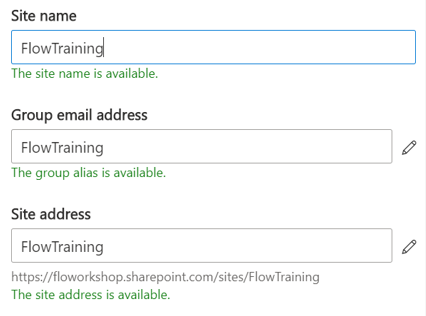 Site name
FlowTraining
The site name is available.
Group email address
FlowTraining
The group alias is available.
Site address
FlowTraining
https://floworkshop.sharepoint.com/sites/FlowTraining
The site address is available.